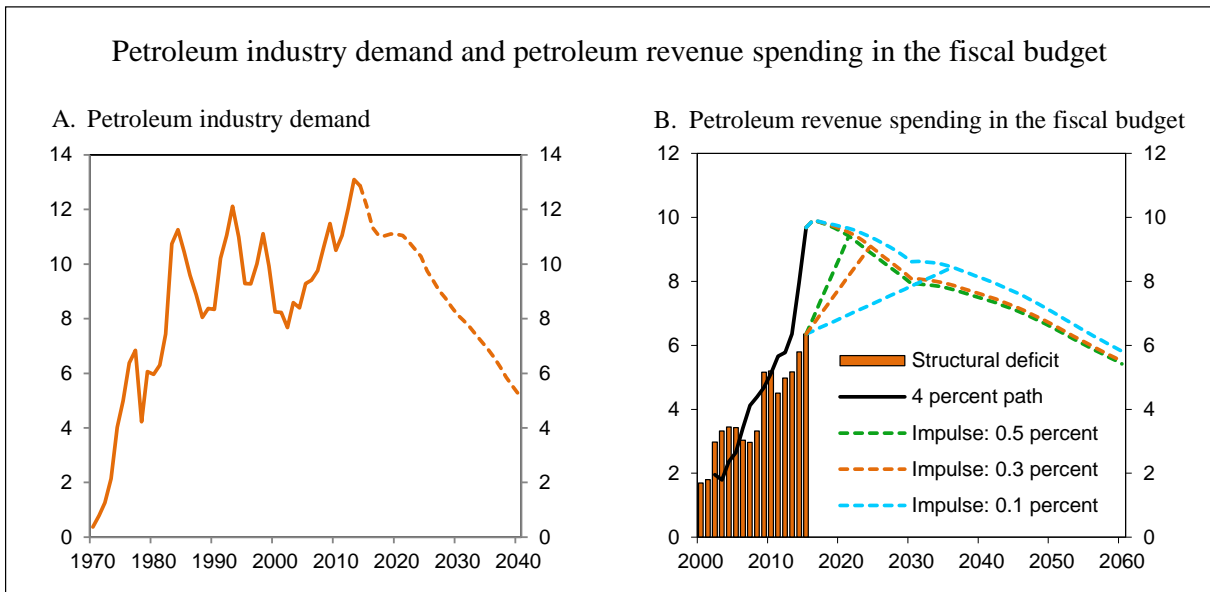 Petroleum industry demand and petroleum revenue spending in the fiscal budget
A. Petroleum industry demand
14 14
12 12
10 10
8 8
6 6
4 4
2 2
0 0
1970 1980 1990 2000 2010 2020 2030 2040
B. Petroleum revenue spending in the fiscal budget
12 12
10 10
8 8
6 6
4 4
2 2
0 0
Structural deficit
4 percent path
Impulse: 0.5 percent
Impulse: 0.3 percent
Impulse: 0.1 percent
2000 2010 2020 2030 2040 2050 2060